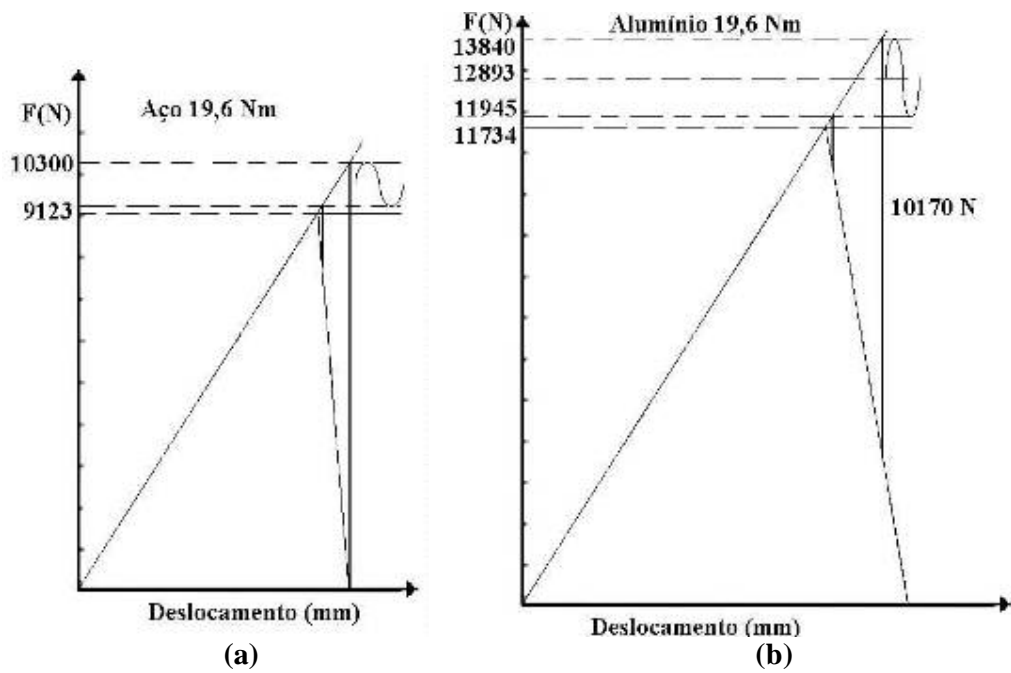 F(N)
Aço 19,6 Nm
10300
9123
Deslocamento (mm)
(a)
F(N)
Alumínio 19,6 Nm
13840
12893
11945
11734
10170 N
Deslocamento (mm)
(b)